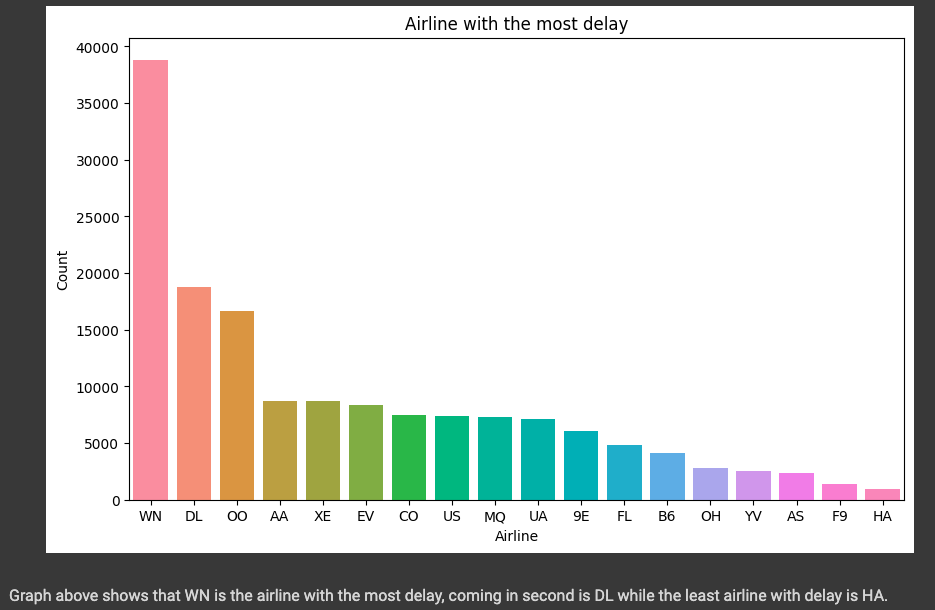 Airline with the most delay
40000
35000
30000
25000
20000
15000
10000
5000
0
Count
WN DL OO AA XE EV CO US MQ UA 9E FL B6 OH YV AS F9 HA
Airline
Graph above shows that WN is the airline with the most delay, coming in second is DL while the least airline with delay is HA.